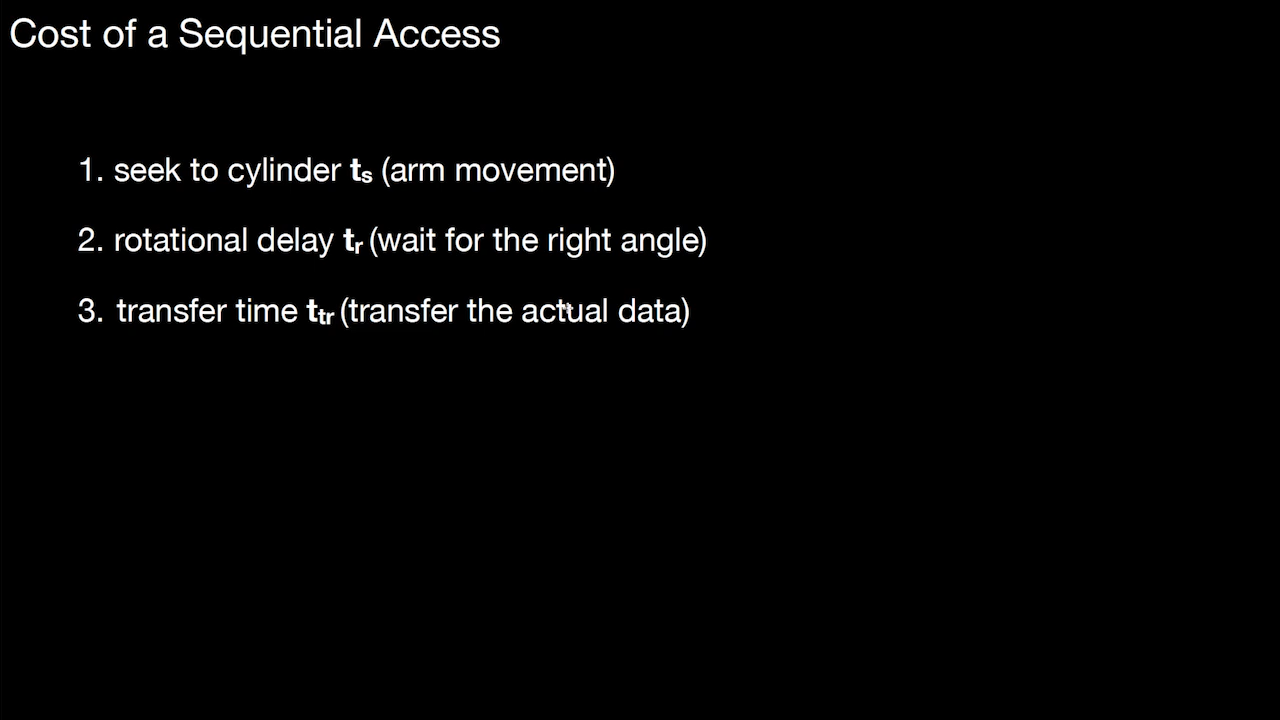 Cost of a Sequential Access
1. seek to cylinder ts (arm movement)
2. rotational delay tr (wait for the right angle)
3. transfer time ttr (transfer the actual data)